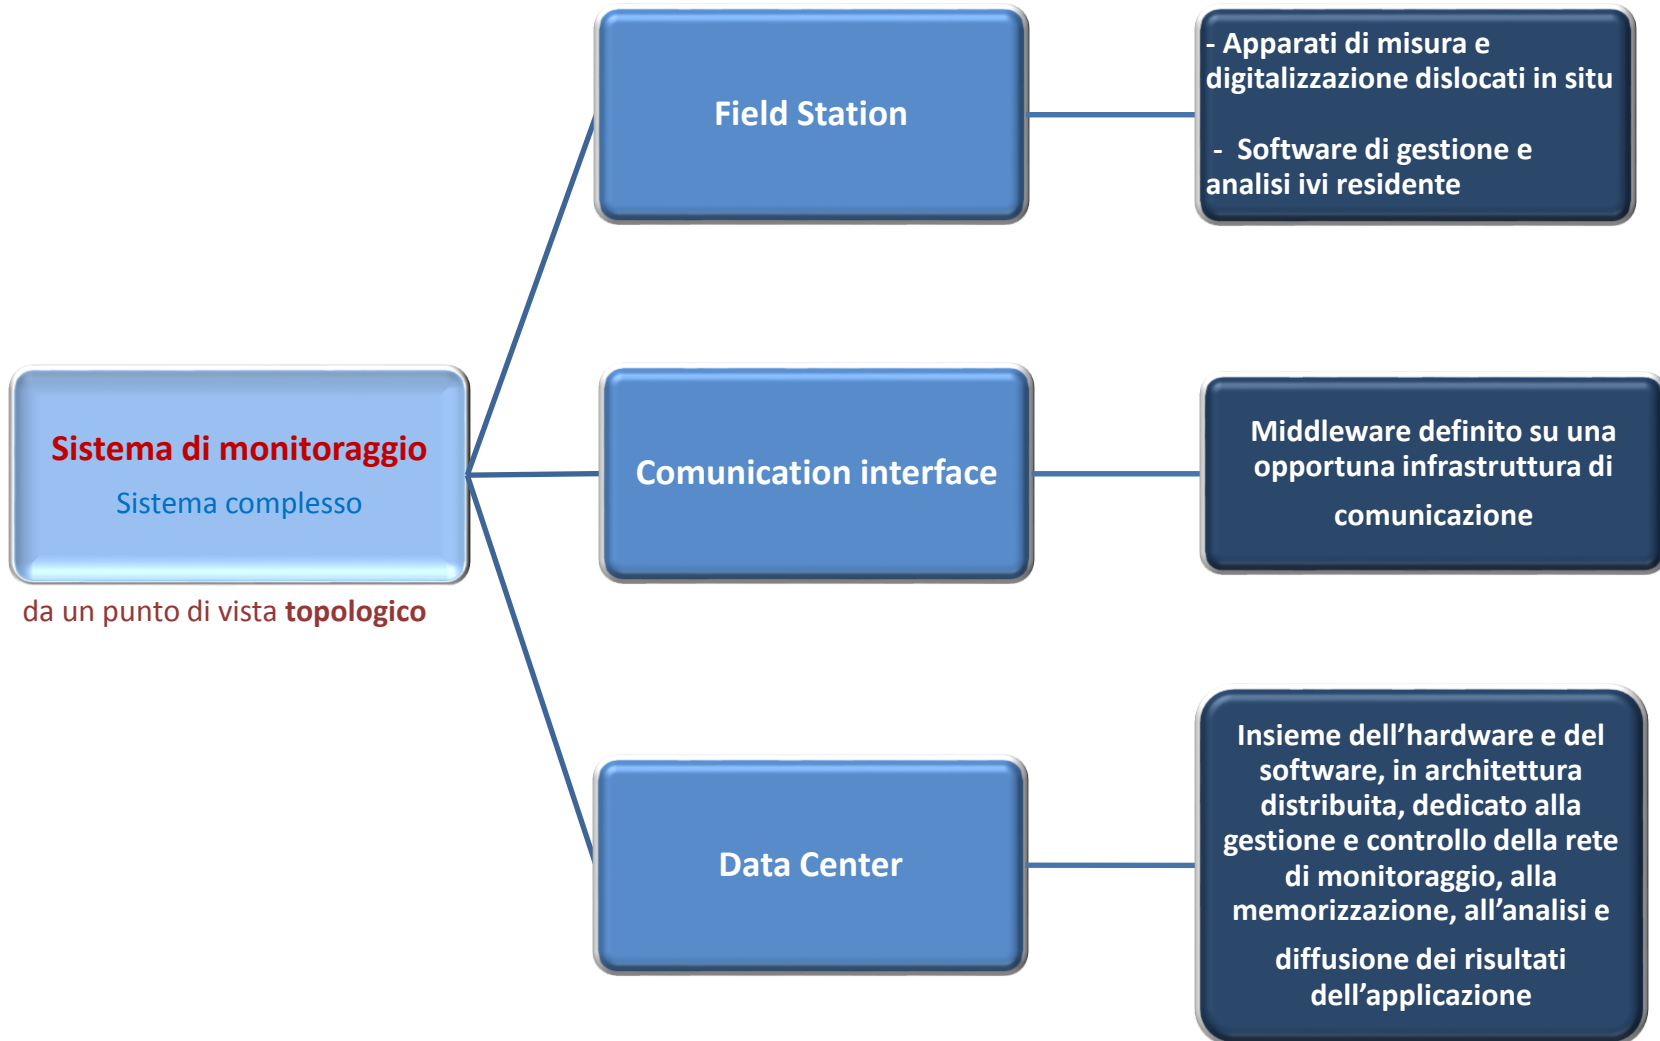 Sistema di monitoraggio
Sistema complesso
da un punto di vista topologico
Field Station
- Apparati di misura e
digitalizzazione dislocati in situ
- Software di gestione e
analisi ivi residente
Comunication interface
Middleware definito su una
opportuna infrastruttura di
comunicazione
Data Center
Insieme dell’hardware e del
software, in architettura
distribuita, dedicato alla
gestione e controllo della rete
di monitoraggio, alla
memorizzazione, all’analisi e
diffusione dei risultati
dell’applicazione